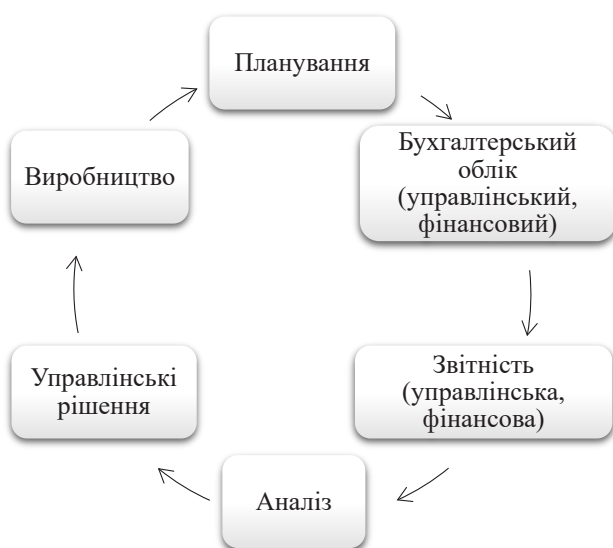 Планування
Бухгалтерський
облік
(управлінський,
фінансовий)
Звітність
(управлінська,
фінансова)
Аналіз
Управлінські
рішення
Виробництво